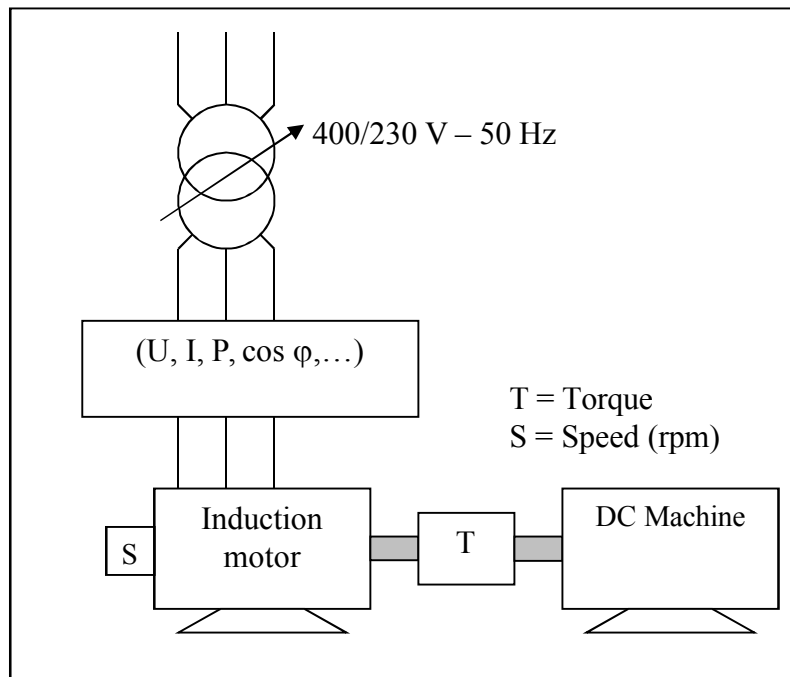 400/230 V – 50 Hz
(U, I, P, cos φ,…)
T = Torque
S = Speed (rpm)
S
Induction
motor
T
DC Machine